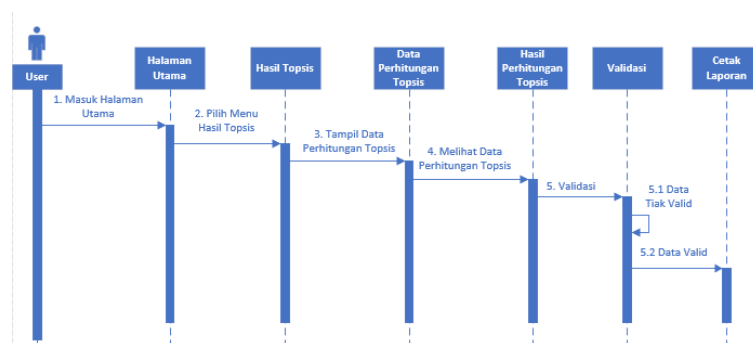 User
Halaman
Utama
Hasil Topsis
Data
Perhitungan
Topsis
Hasil
Perhitungan
Topsis
Validasi
Cetak
Laporan
1. Masuk Halaman
Utama
2. Pilih Menu
Hasil Topsis
3. Tampil Data
Perhitungan Topsis
4. Melihat Data
Perhitungan Topsis
5. Validasi
5.1 Data
Tiak Valid
5.2 Data Valid